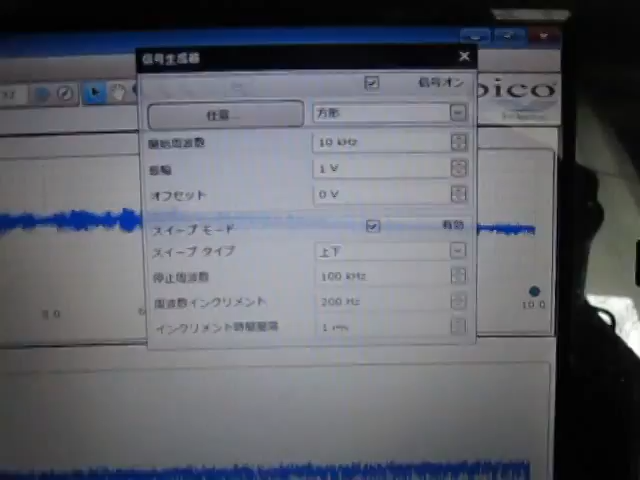 信号生成器
信号オン
pico
任意...
方形
開始周波数
10 kHz
振幅
1 V
オフセット
0 V
スイープ モード
有効
スイープ タイプ
上下
停止周波数
100 kHz
周波数インクリメント
200 Hz
インクリメント時間間隔
1 ms
10.0